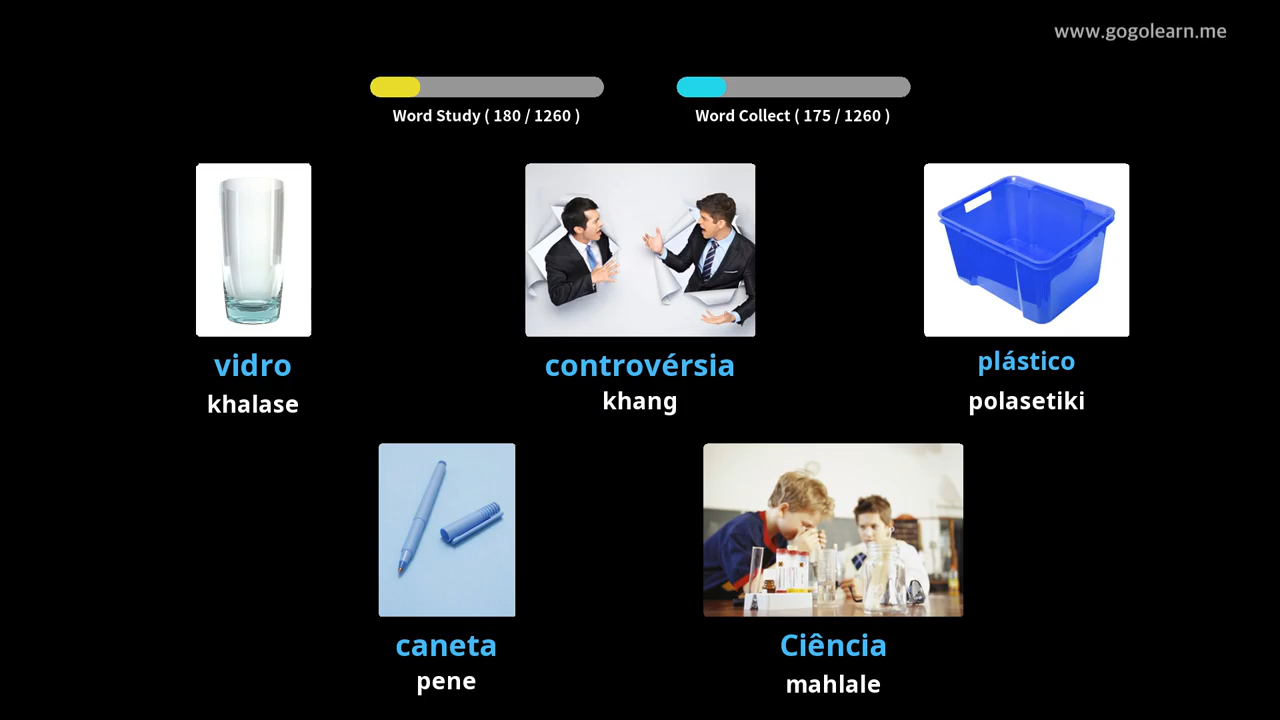 www.gogolearn.me
Word Study ( 180 / 1260 )
Word Collect ( 175 / 1260 )
vidro
khalase
controvérsia
khang
plástico
polasetiki
caneta
pene
Ciência
mahlale